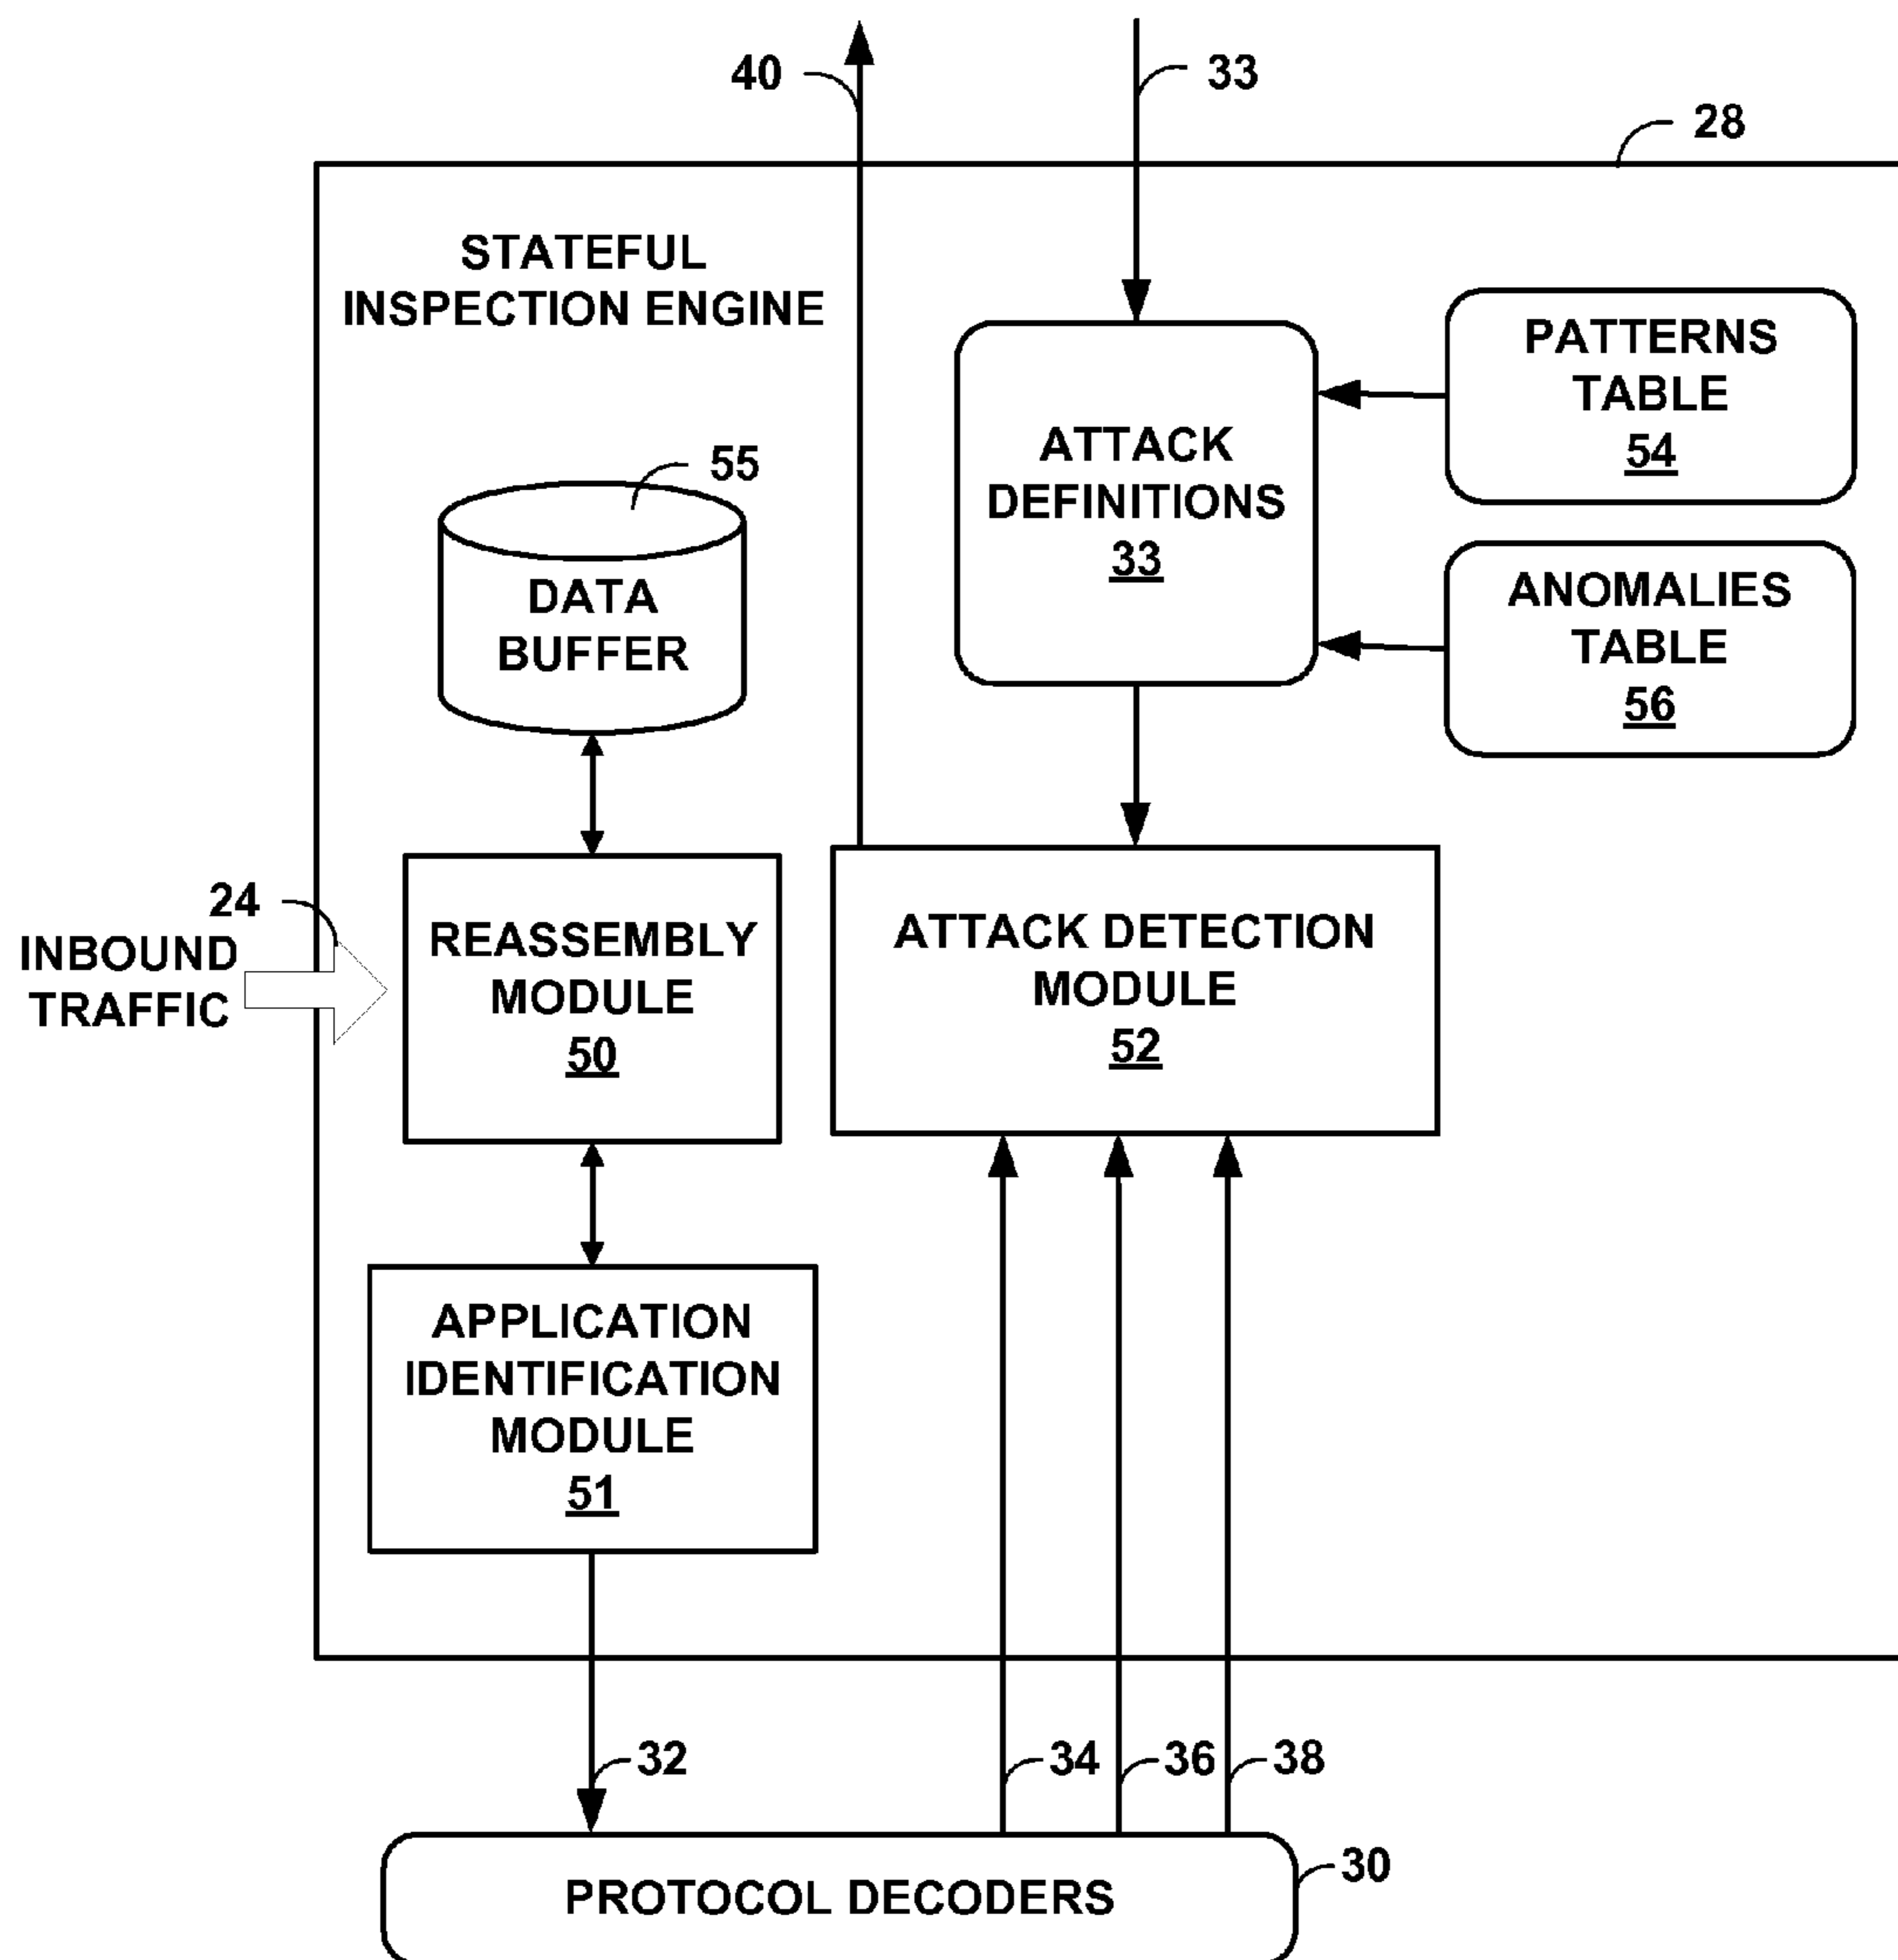 40
33
28
STATEFUL
INSPECTION ENGINE
PATTERNS
TABLE
54
ATTACK
DEFINITIONS
33
55
DATA
BUFFER
ANOMALIES
TABLE
56
24
INBOUND
TRAFFIC
REASSEMBLY
MODULE
50
ATTACK DETECTION
MODULE
52
APPLICATION
IDENTIFICATION
MODULE
51
32
34
36
38
30
PROTOCOL DECODERS